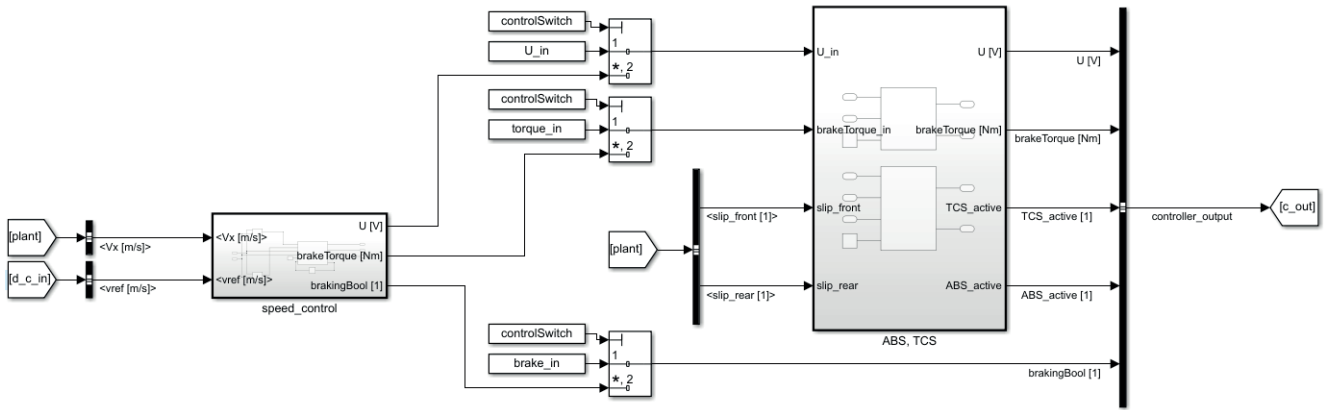 controlSwitch
1
U_in
*, 2
controlSwitch
1
torque_in
*, 2
[plant]
<Vx [m/s]>
[d_c_in]
<vref [m/s]>
<Vx [m/s]>
<vref [m/s]>
U [V]
brakeTorque [Nm]
brakingBool [1]
speed_control
[plant]
<slip_front [1]>
<slip_rear [1]>
controlSwitch
1
brake_in
*, 2
U_in
brakeTorque_in
slip_front
slip_rear
U [V]
brakeTorque [Nm]
TCS_active
ABS_active
ABS, TCS
U [V]
brakeTorque [Nm]
TCS_active [1]
ABS_active [1]
brakingBool [1]
controller_output
[c_out]